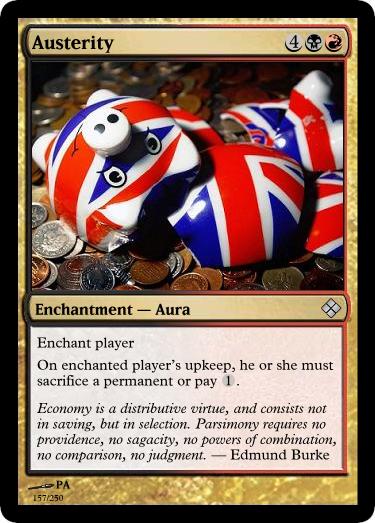 Austerity 4
Enchantment — Aura
Enchant player
On enchanted player's upkeep, he or she must
sacrifice a permanent or pay 1.
Economy is a distributive virtue, and consists not
in saving, but in selection. Parsimony requires no
providence, no sagacity, no powers of combination,
no comparison, no judgment. — Edmund Burke
PA
157/250